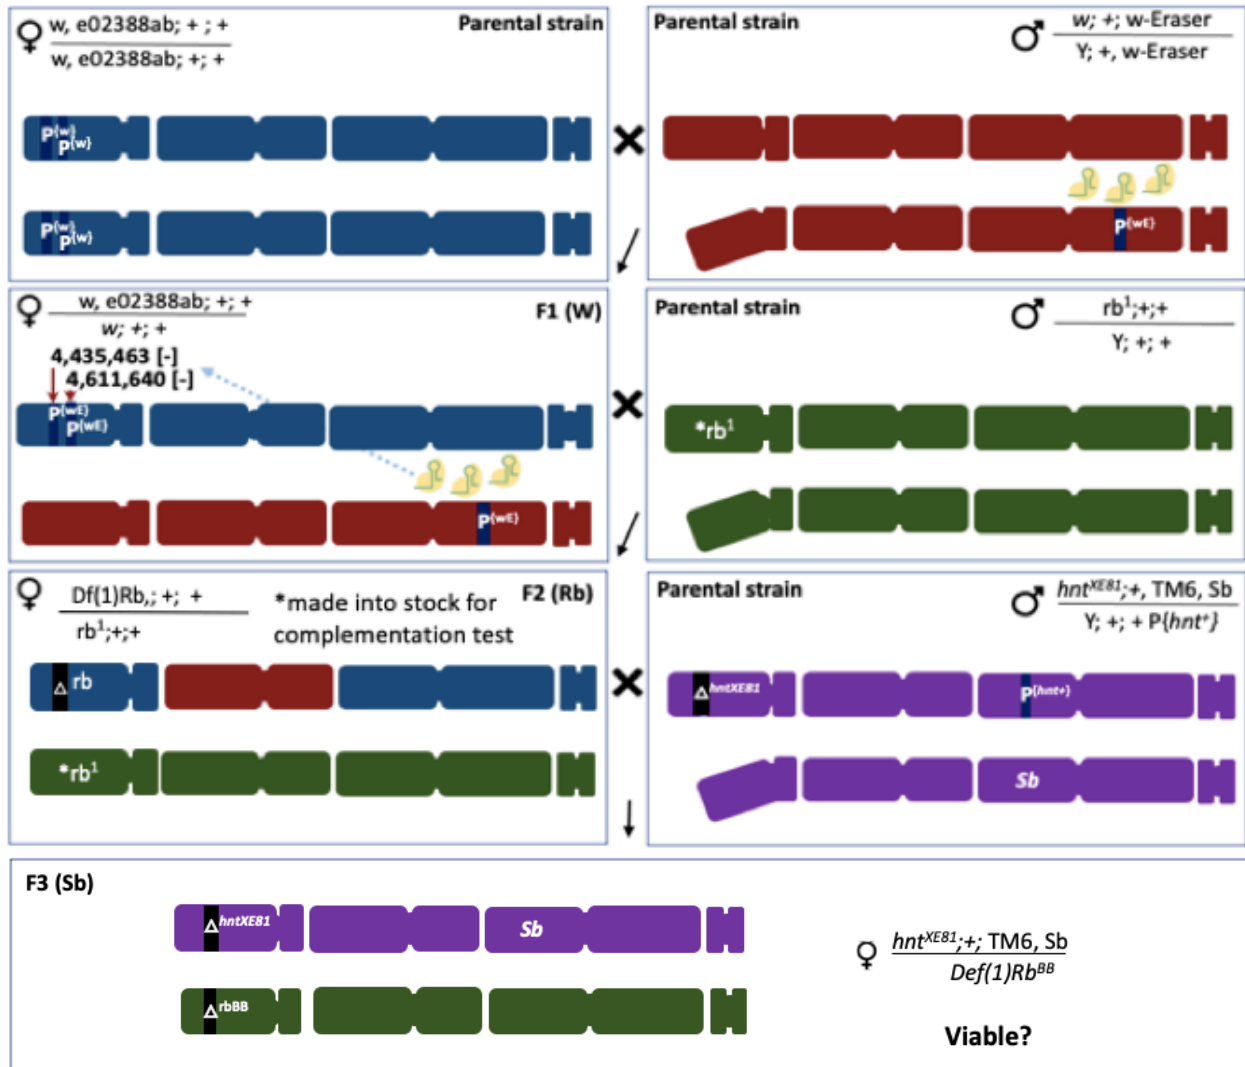 ♀ w, e02388ab; + ; +
w, e02388ab; +; +
Parental strain
P{w}
P{w}
P{w}
P{w}
×
Parental strain
♂ w; +; w-Eraser
Y; +, w-Eraser
P{wE}
♀ w, e02388ab; +; +
w; +; +
F1 (W)
4,435,463 [-]
4,611,640 [-]
P{wE}
P{wE}
P{wE}
×
Parental strain
♂ rb1;+;+
Y; +; +
*rb1
♀ Df(1)Rb,; +; +
rb1;+;+
*made into stock for
complementation test
F2 (Rb)
Δ rb
*rb1
×
Parental strain
♂ hntXE81;+, TM6, Sb
Y; +; + P{hnt+}
Δ hntXE81
P{hnt+}
Sb
F3 (Sb)
Δ hntXE81
Sb
Δ rbBB
♀ hntXE81;+; TM6, Sb
Def(1)RbBB
Viable?